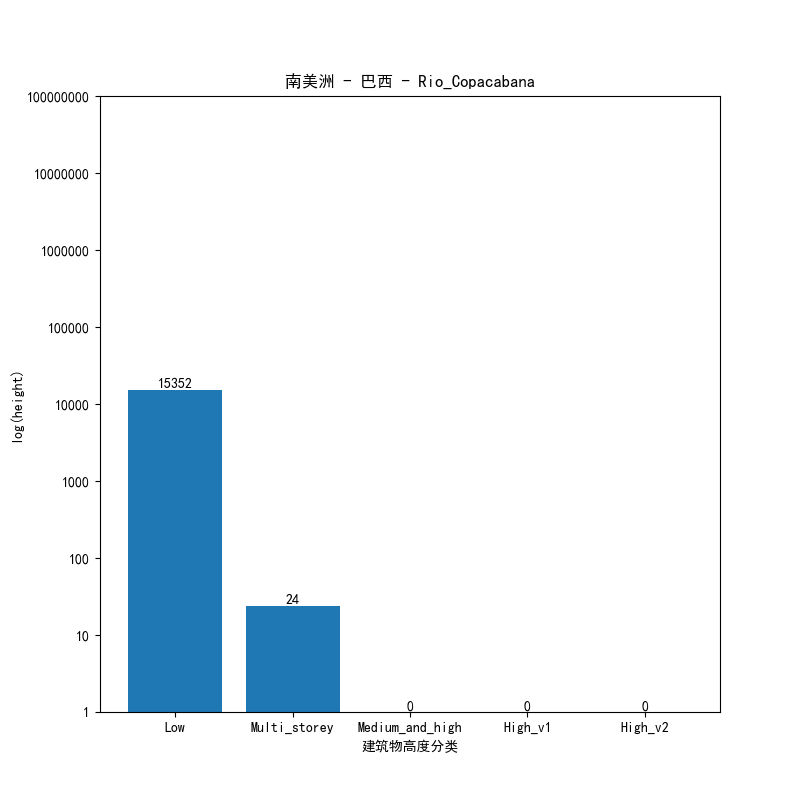 南美洲 - 巴西 - Rio_Copacabana
100000000
10000000
1000000
100000
10000
1000
100
10
1
log(height)
15352
24
0
0
0
Low
Multi_storey
Medium_and_high
High_v1
High_v2
建筑物高度分类